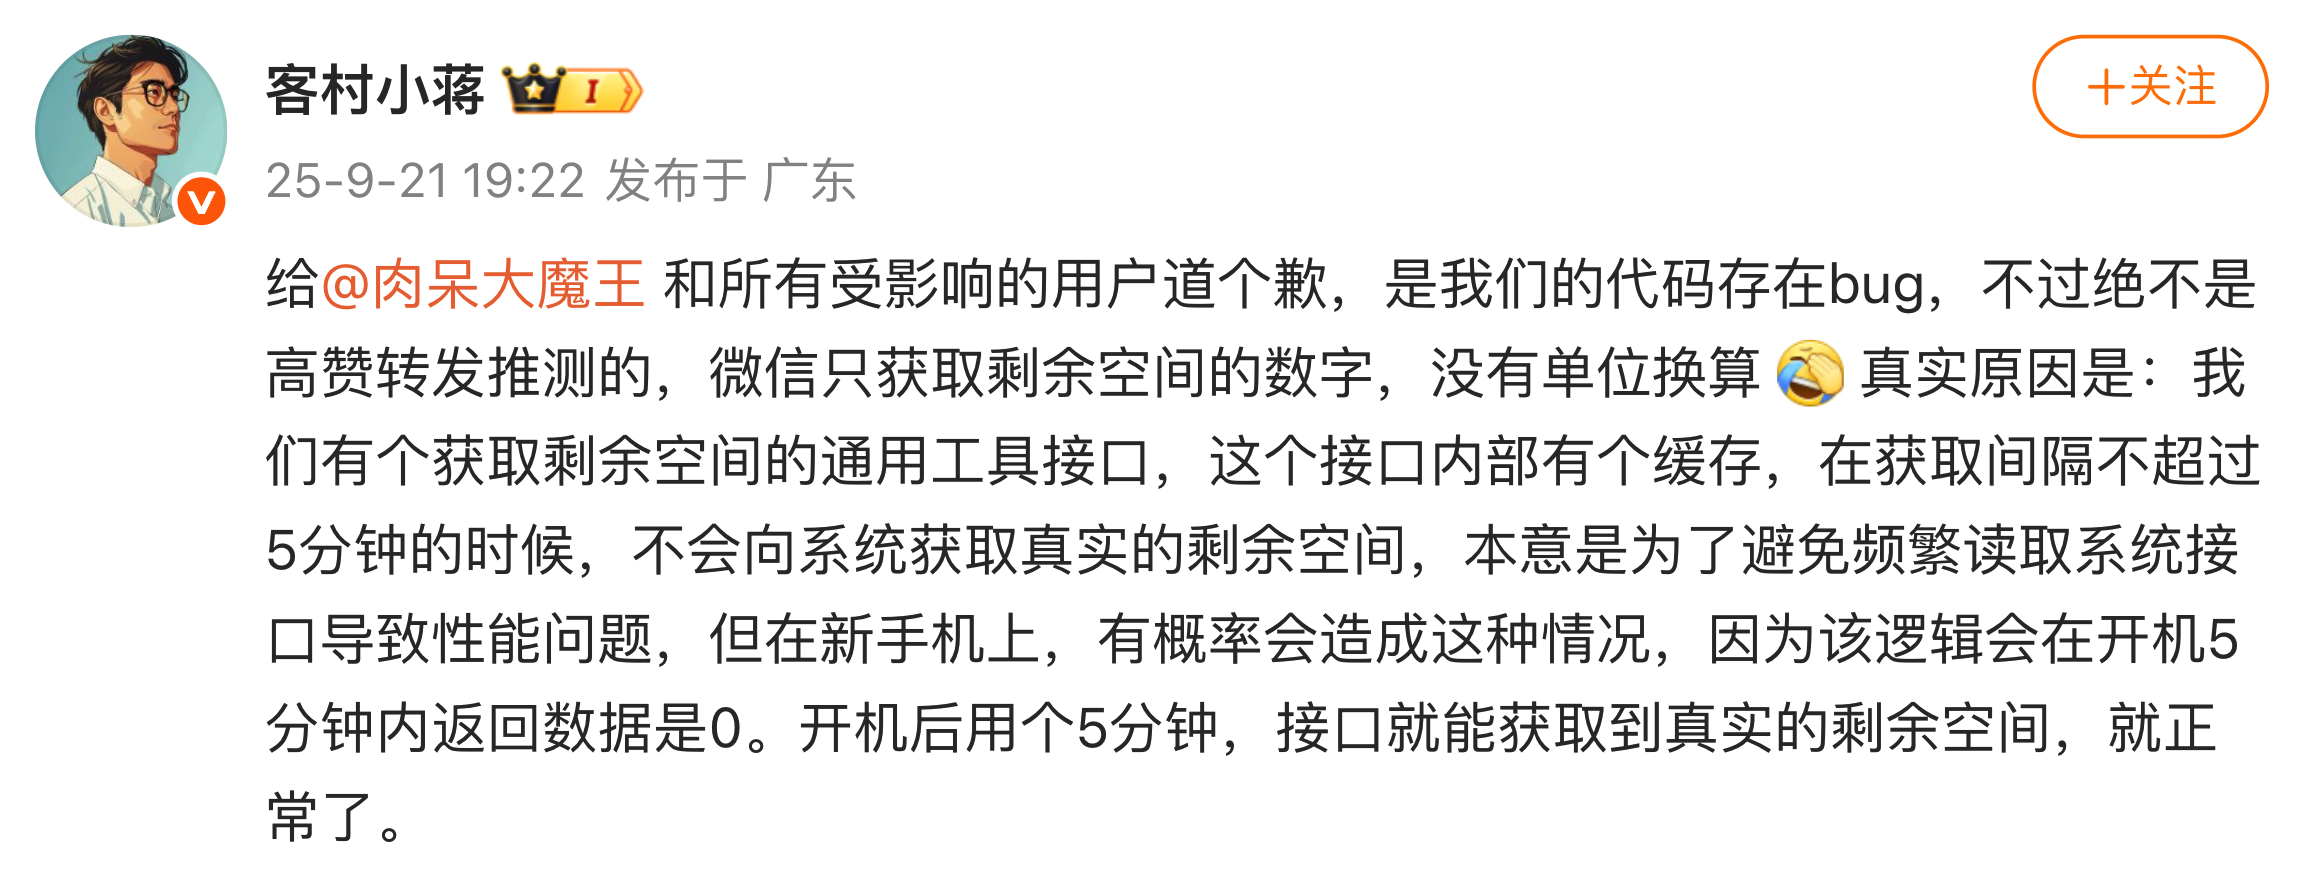 客村小蒋 I
+关注
25-9-21 19:22 发布于 广东
给@肉呆大魔王 和所有受影响的用户道个歉，是我们的代码存在bug，不过绝不是
高赞转发推测的，微信只获取剩余空间的数字，没有单位换算 🤣 真实原因是：我
们有个获取剩余空间的通用工具接口，这个接口内部有个缓存，在获取间隔不超过
5分钟的时候，不会向系统获取真实的剩余空间，本意是为了避免频繁读取系统接
口导致性能问题，但在新手机上，有概率会造成这种情况，因为该逻辑会在开机5
分钟内返回数据是0。开机后用个5分钟，接口就能获取到真实的剩余空间，就正
常了。